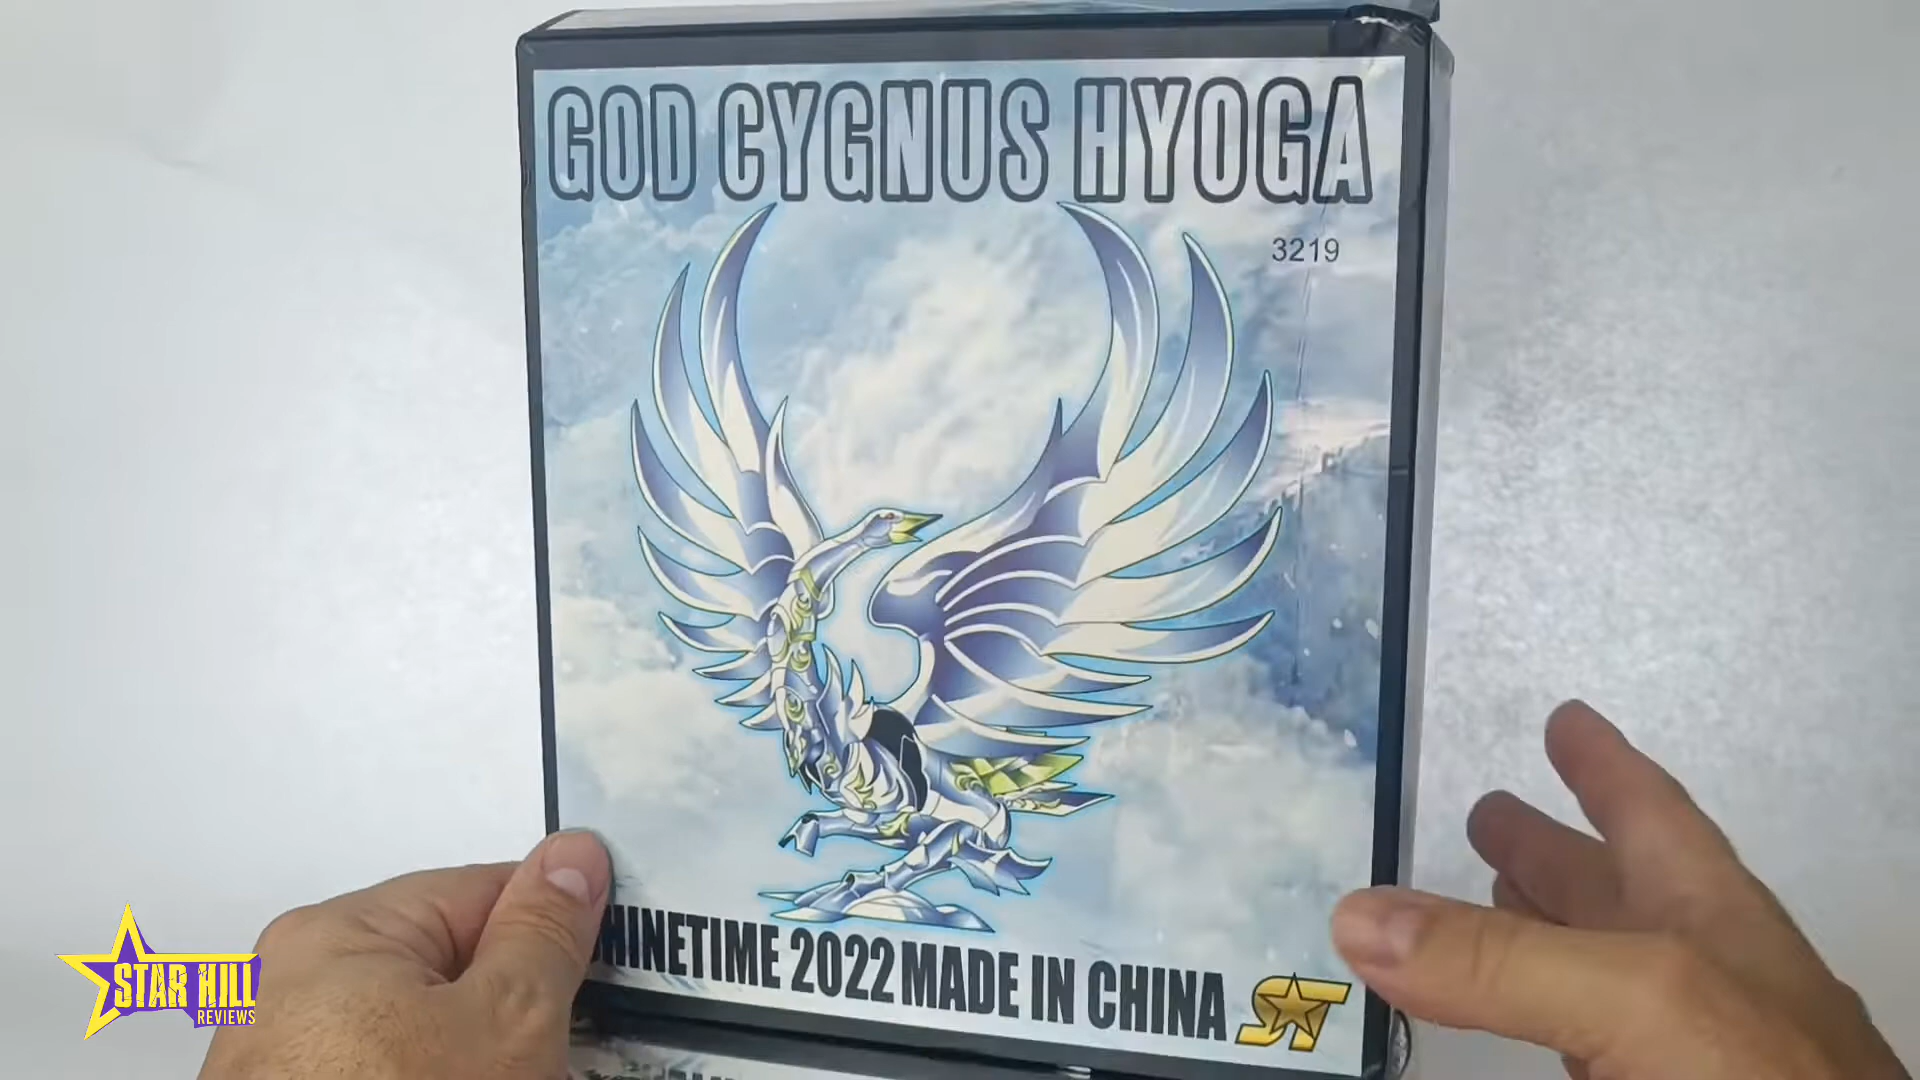 GOD CYGNUS HYOGA
3219
HINETIME 2022 MADE IN CHINA
ST
STAR HILL
REVIEWS